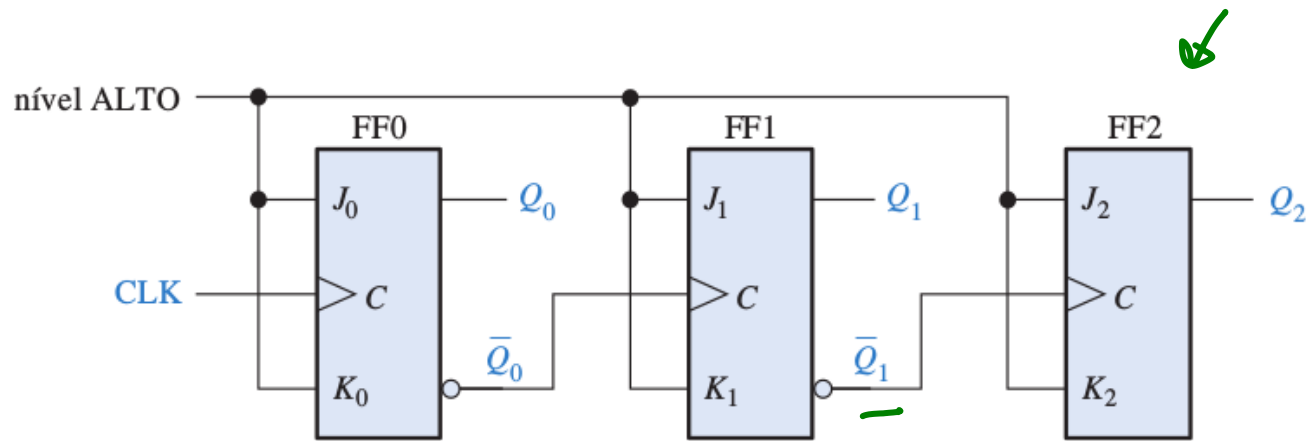 nível ALTO
FF0
FF1
FF2
J₀
Q₀
J₁
Q₁
J₂
Q₂
CLK
C
C
C
Q̅₀
Q̅₁
K₀
K₁
K₂